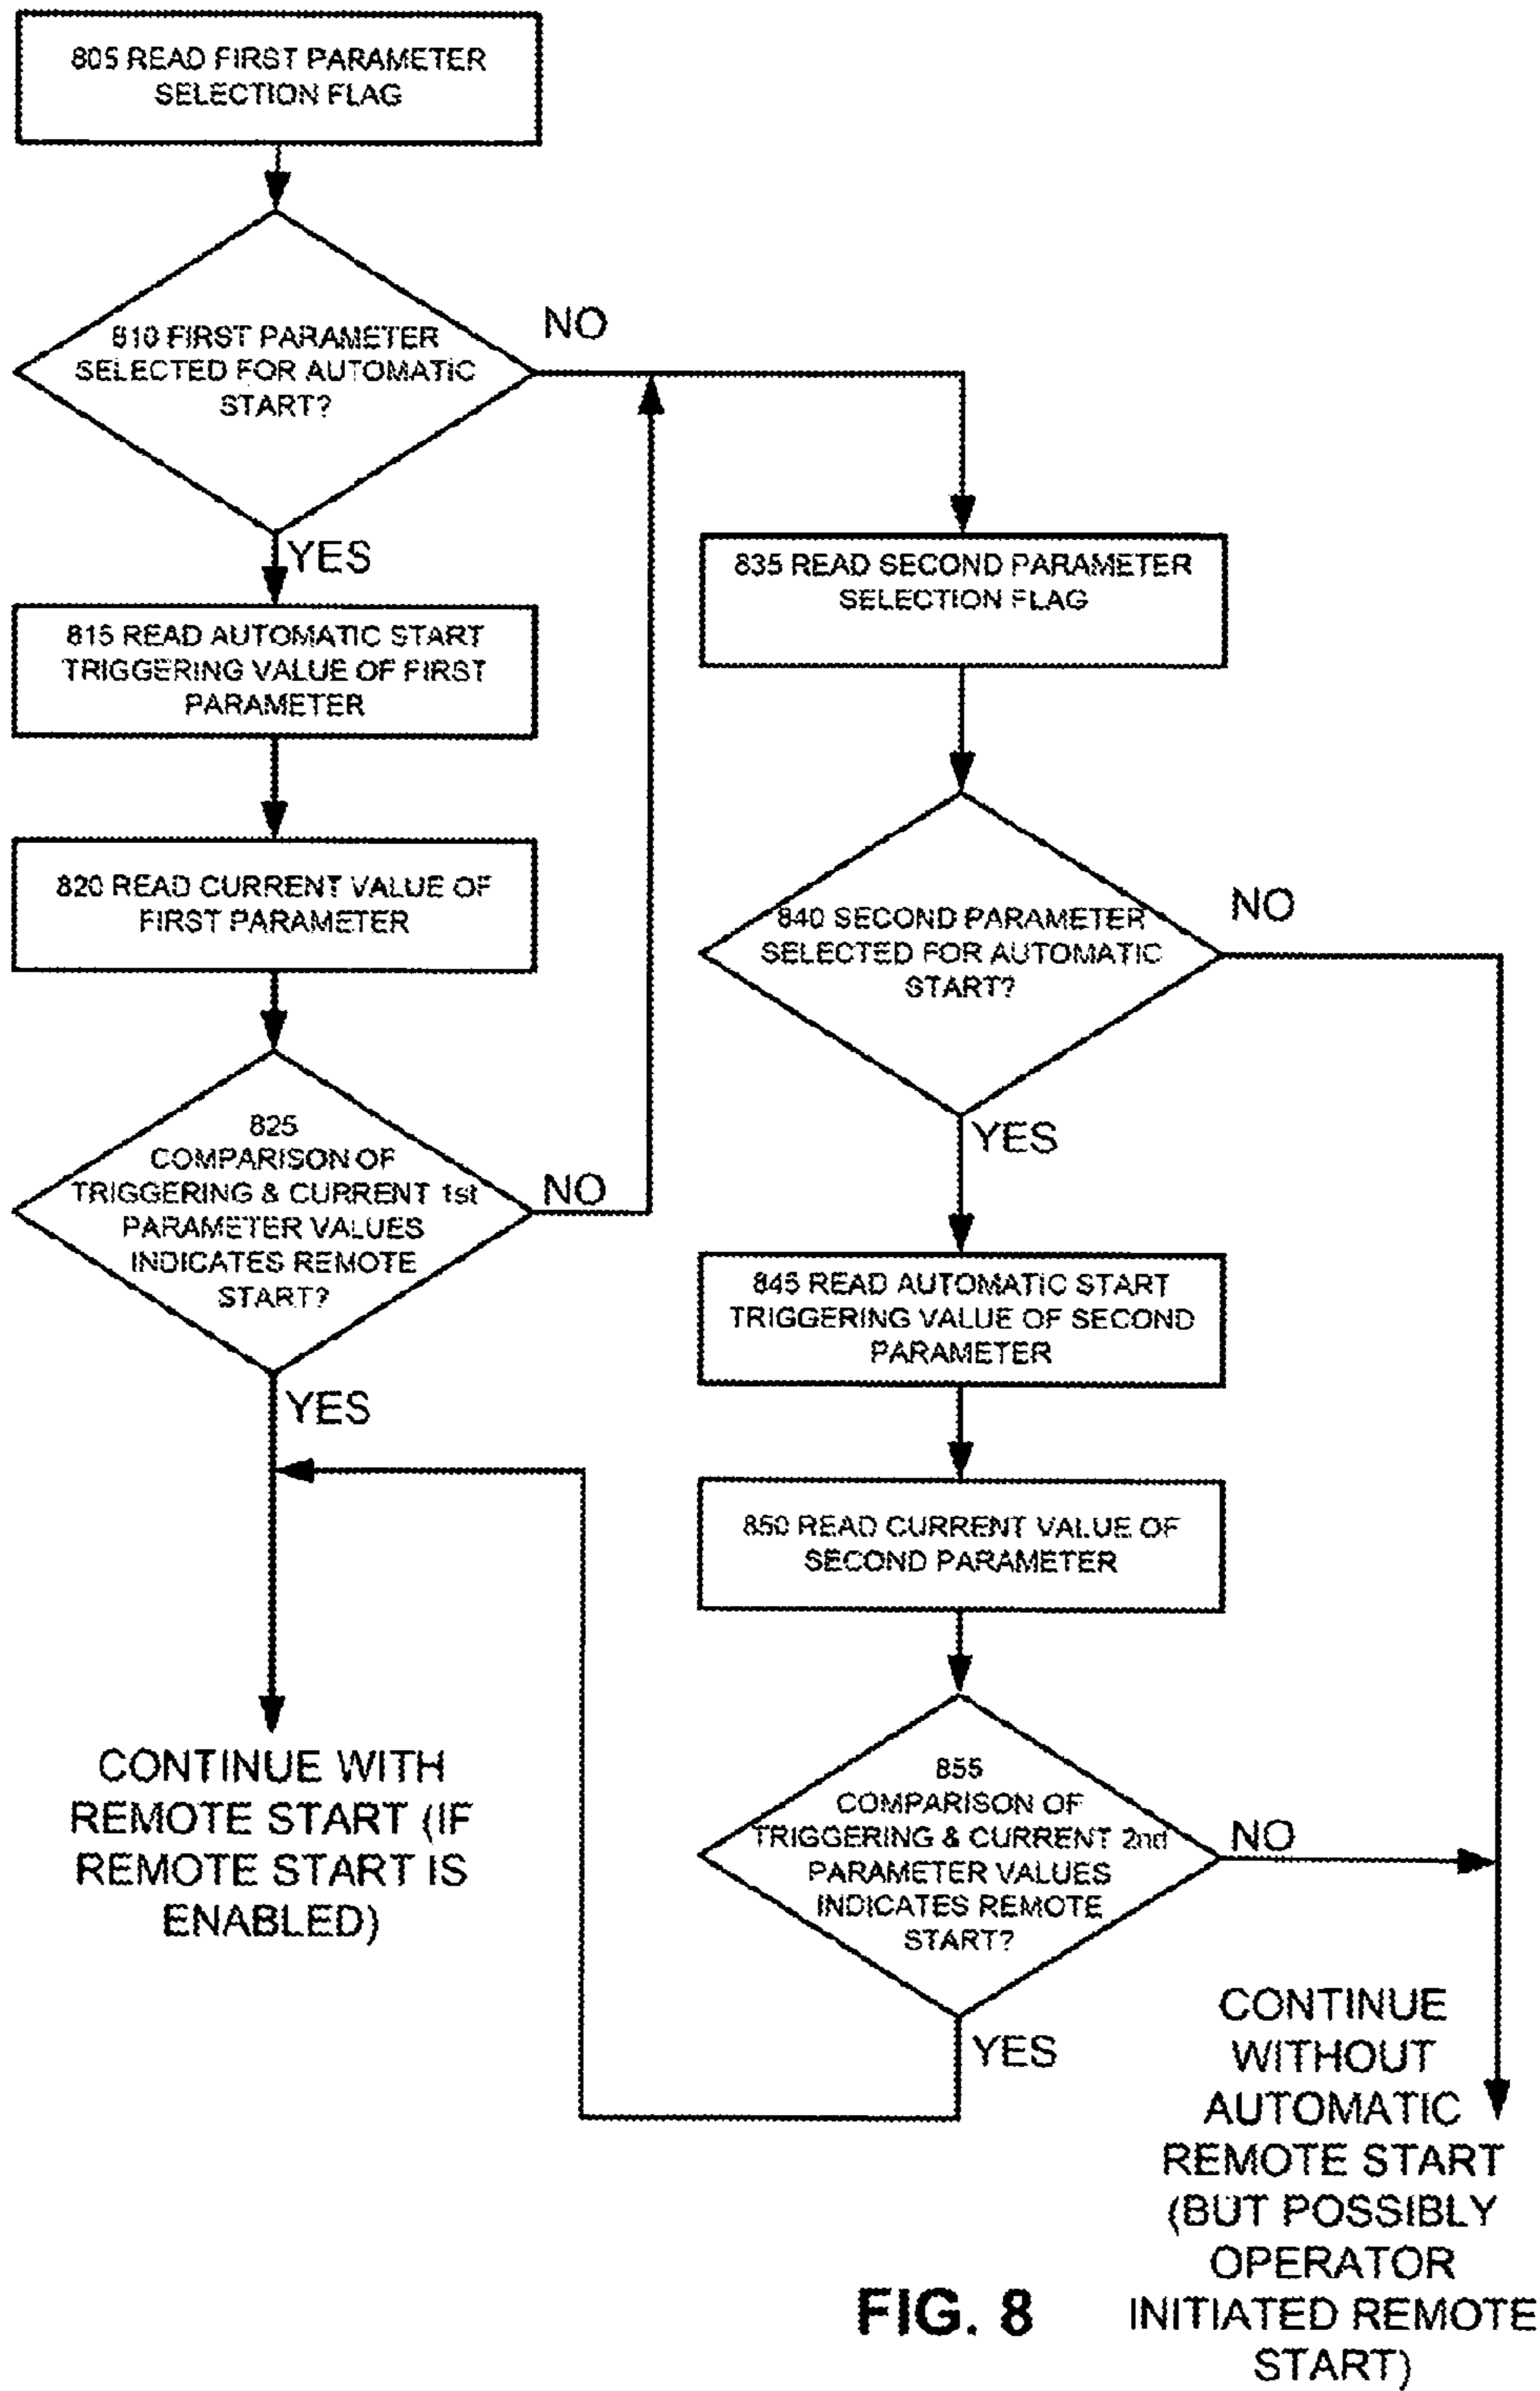 805 READ FIRST PARAMETER
SELECTION FLAG
810 FIRST PARAMETER
SELECTED FOR AUTOMATIC
START?
NO
YES
815 READ AUTOMATIC START
TRIGGERING VALUE OF FIRST
PARAMETER
820 READ CURRENT VALUE OF
FIRST PARAMETER
825
COMPARISON OF
TRIGGERING & CURRENT 1st
PARAMETER VALUES
INDICATES REMOTE
START?
NO
YES
CONTINUE WITH
REMOTE START (IF
REMOTE START IS
ENABLED)
835 READ SECOND PARAMETER
SELECTION FLAG
840 SECOND PARAMETER
SELECTED FOR AUTOMATIC
START?
NO
YES
845 READ AUTOMATIC START
TRIGGERING VALUE OF SECOND
PARAMETER
850 READ CURRENT VALUE OF
SECOND PARAMETER
855
COMPARISON OF
TRIGGERING & CURRENT 2nd
PARAMETER VALUES
INDICATES REMOTE
START?
NO
YES
CONTINUE
WITHOUT
AUTOMATIC
REMOTE START
(BUT POSSIBLY
OPERATOR
INITIATED REMOTE
START)
FIG. 8